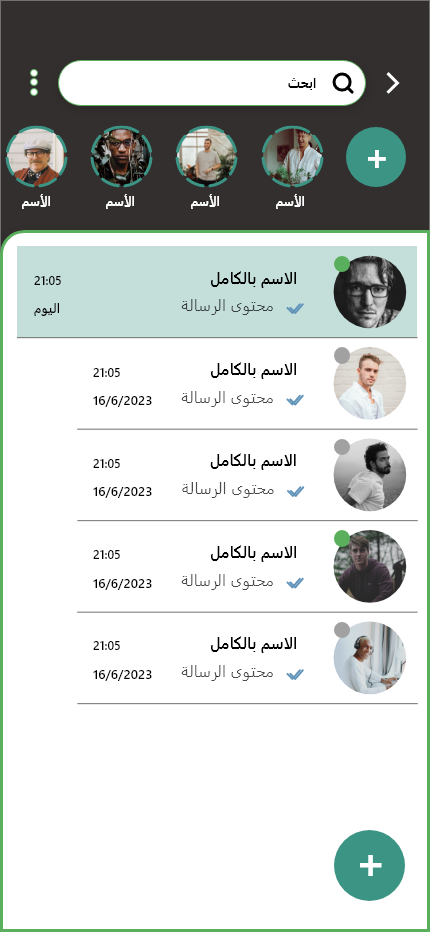 ابحث
الأسم
الأسم
الأسم
الأسم
الاسم بالكامل
21:05
محتوى الرسالة
اليوم
الاسم بالكامل
21:05
محتوى الرسالة
16/6/2023
الاسم بالكامل
21:05
محتوى الرسالة
16/6/2023
الاسم بالكامل
21:05
محتوى الرسالة
16/6/2023
الاسم بالكامل
21:05
محتوى الرسالة
16/6/2023